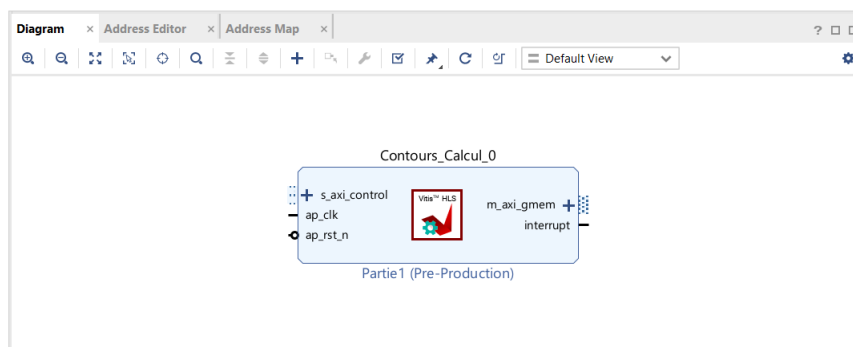 Diagram × Address Editor × Address Map × ?
Default View
Contours_Calcul_0
s_axi_control
ap_clk
ap_rst_n
Vitis™ HLS
m_axi_gmem
interrupt
Partie1 (Pre-Production)